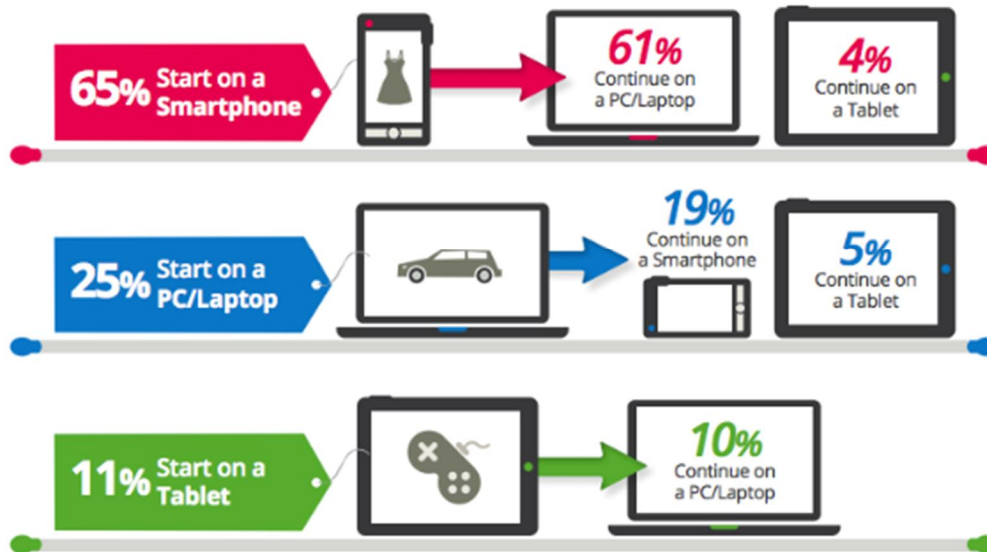 65% Start on a
Smartphone
61%
Continue on
a PC/Laptop
4%
Continue on
a Tablet
25% Start on a
PC/Laptop
19%
Continue on
a Smartphone
5%
Continue on
a Tablet
11% Start on a
Tablet
10%
Continue on
a PC/Laptop